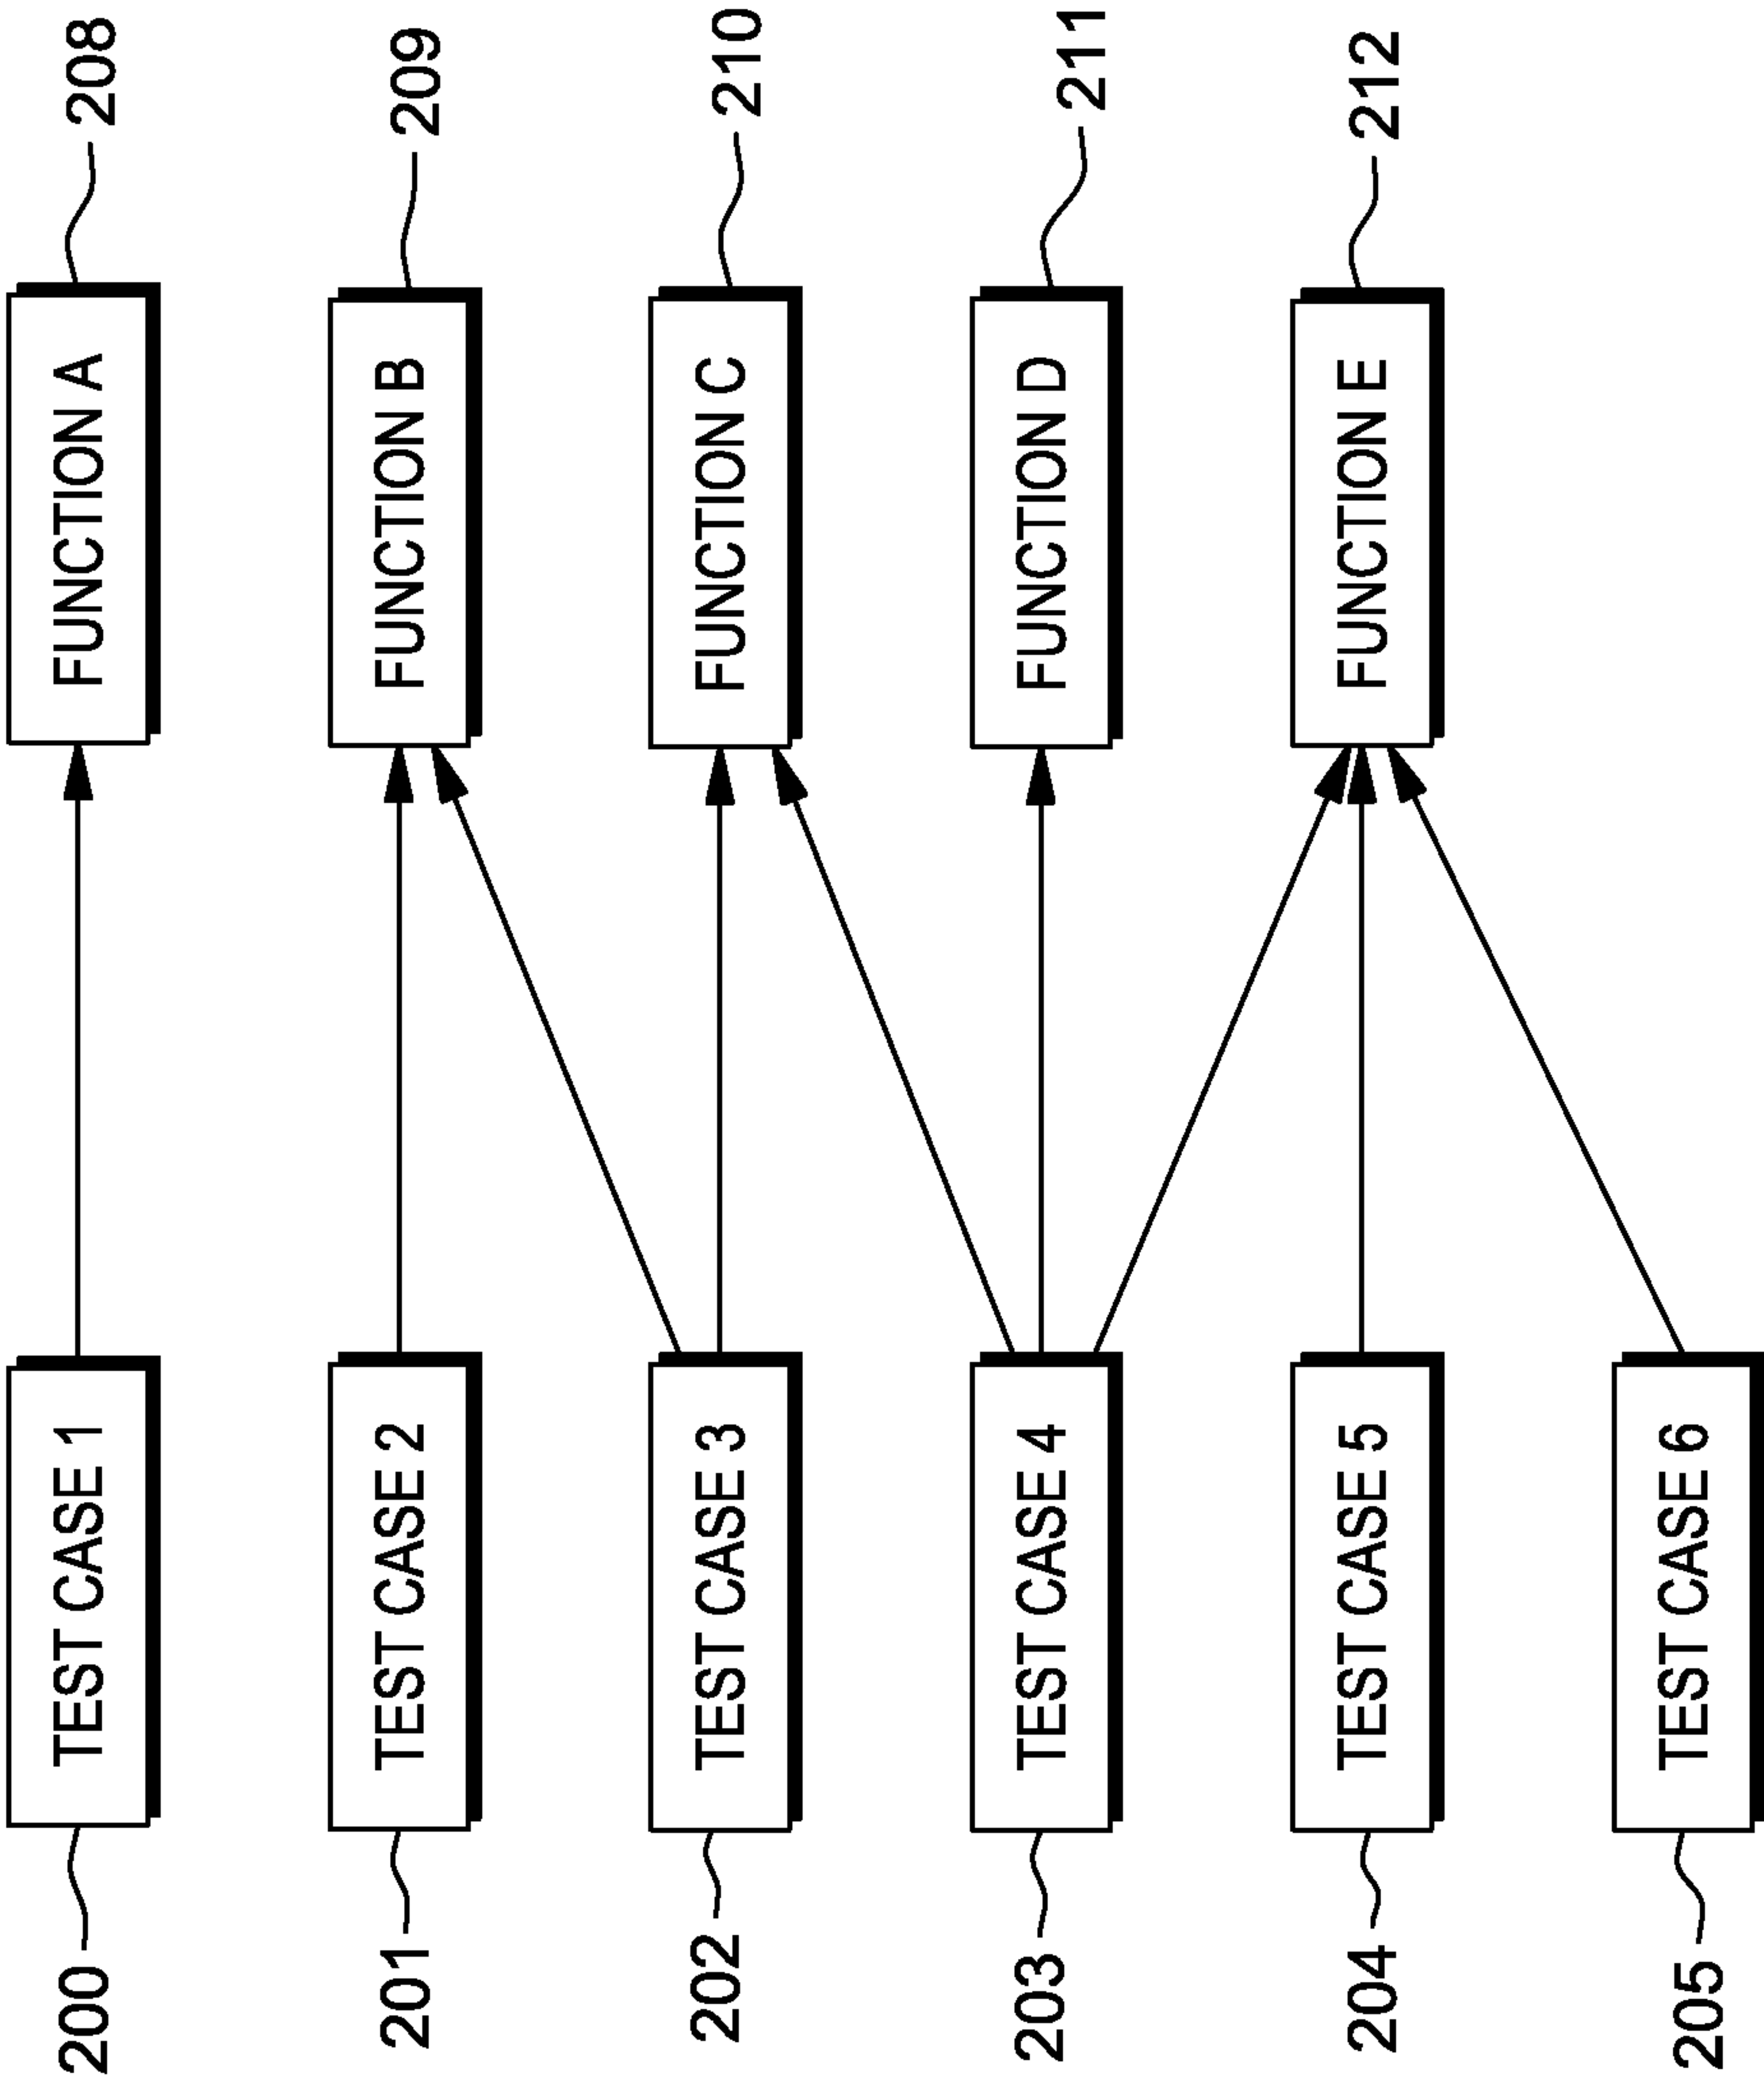 200
TEST CASE 1
FUNCTION A
208
201
TEST CASE 2
FUNCTION B
209
202
TEST CASE 3
FUNCTION C
210
203
TEST CASE 4
FUNCTION D
211
204
TEST CASE 5
FUNCTION E
212
205
TEST CASE 6